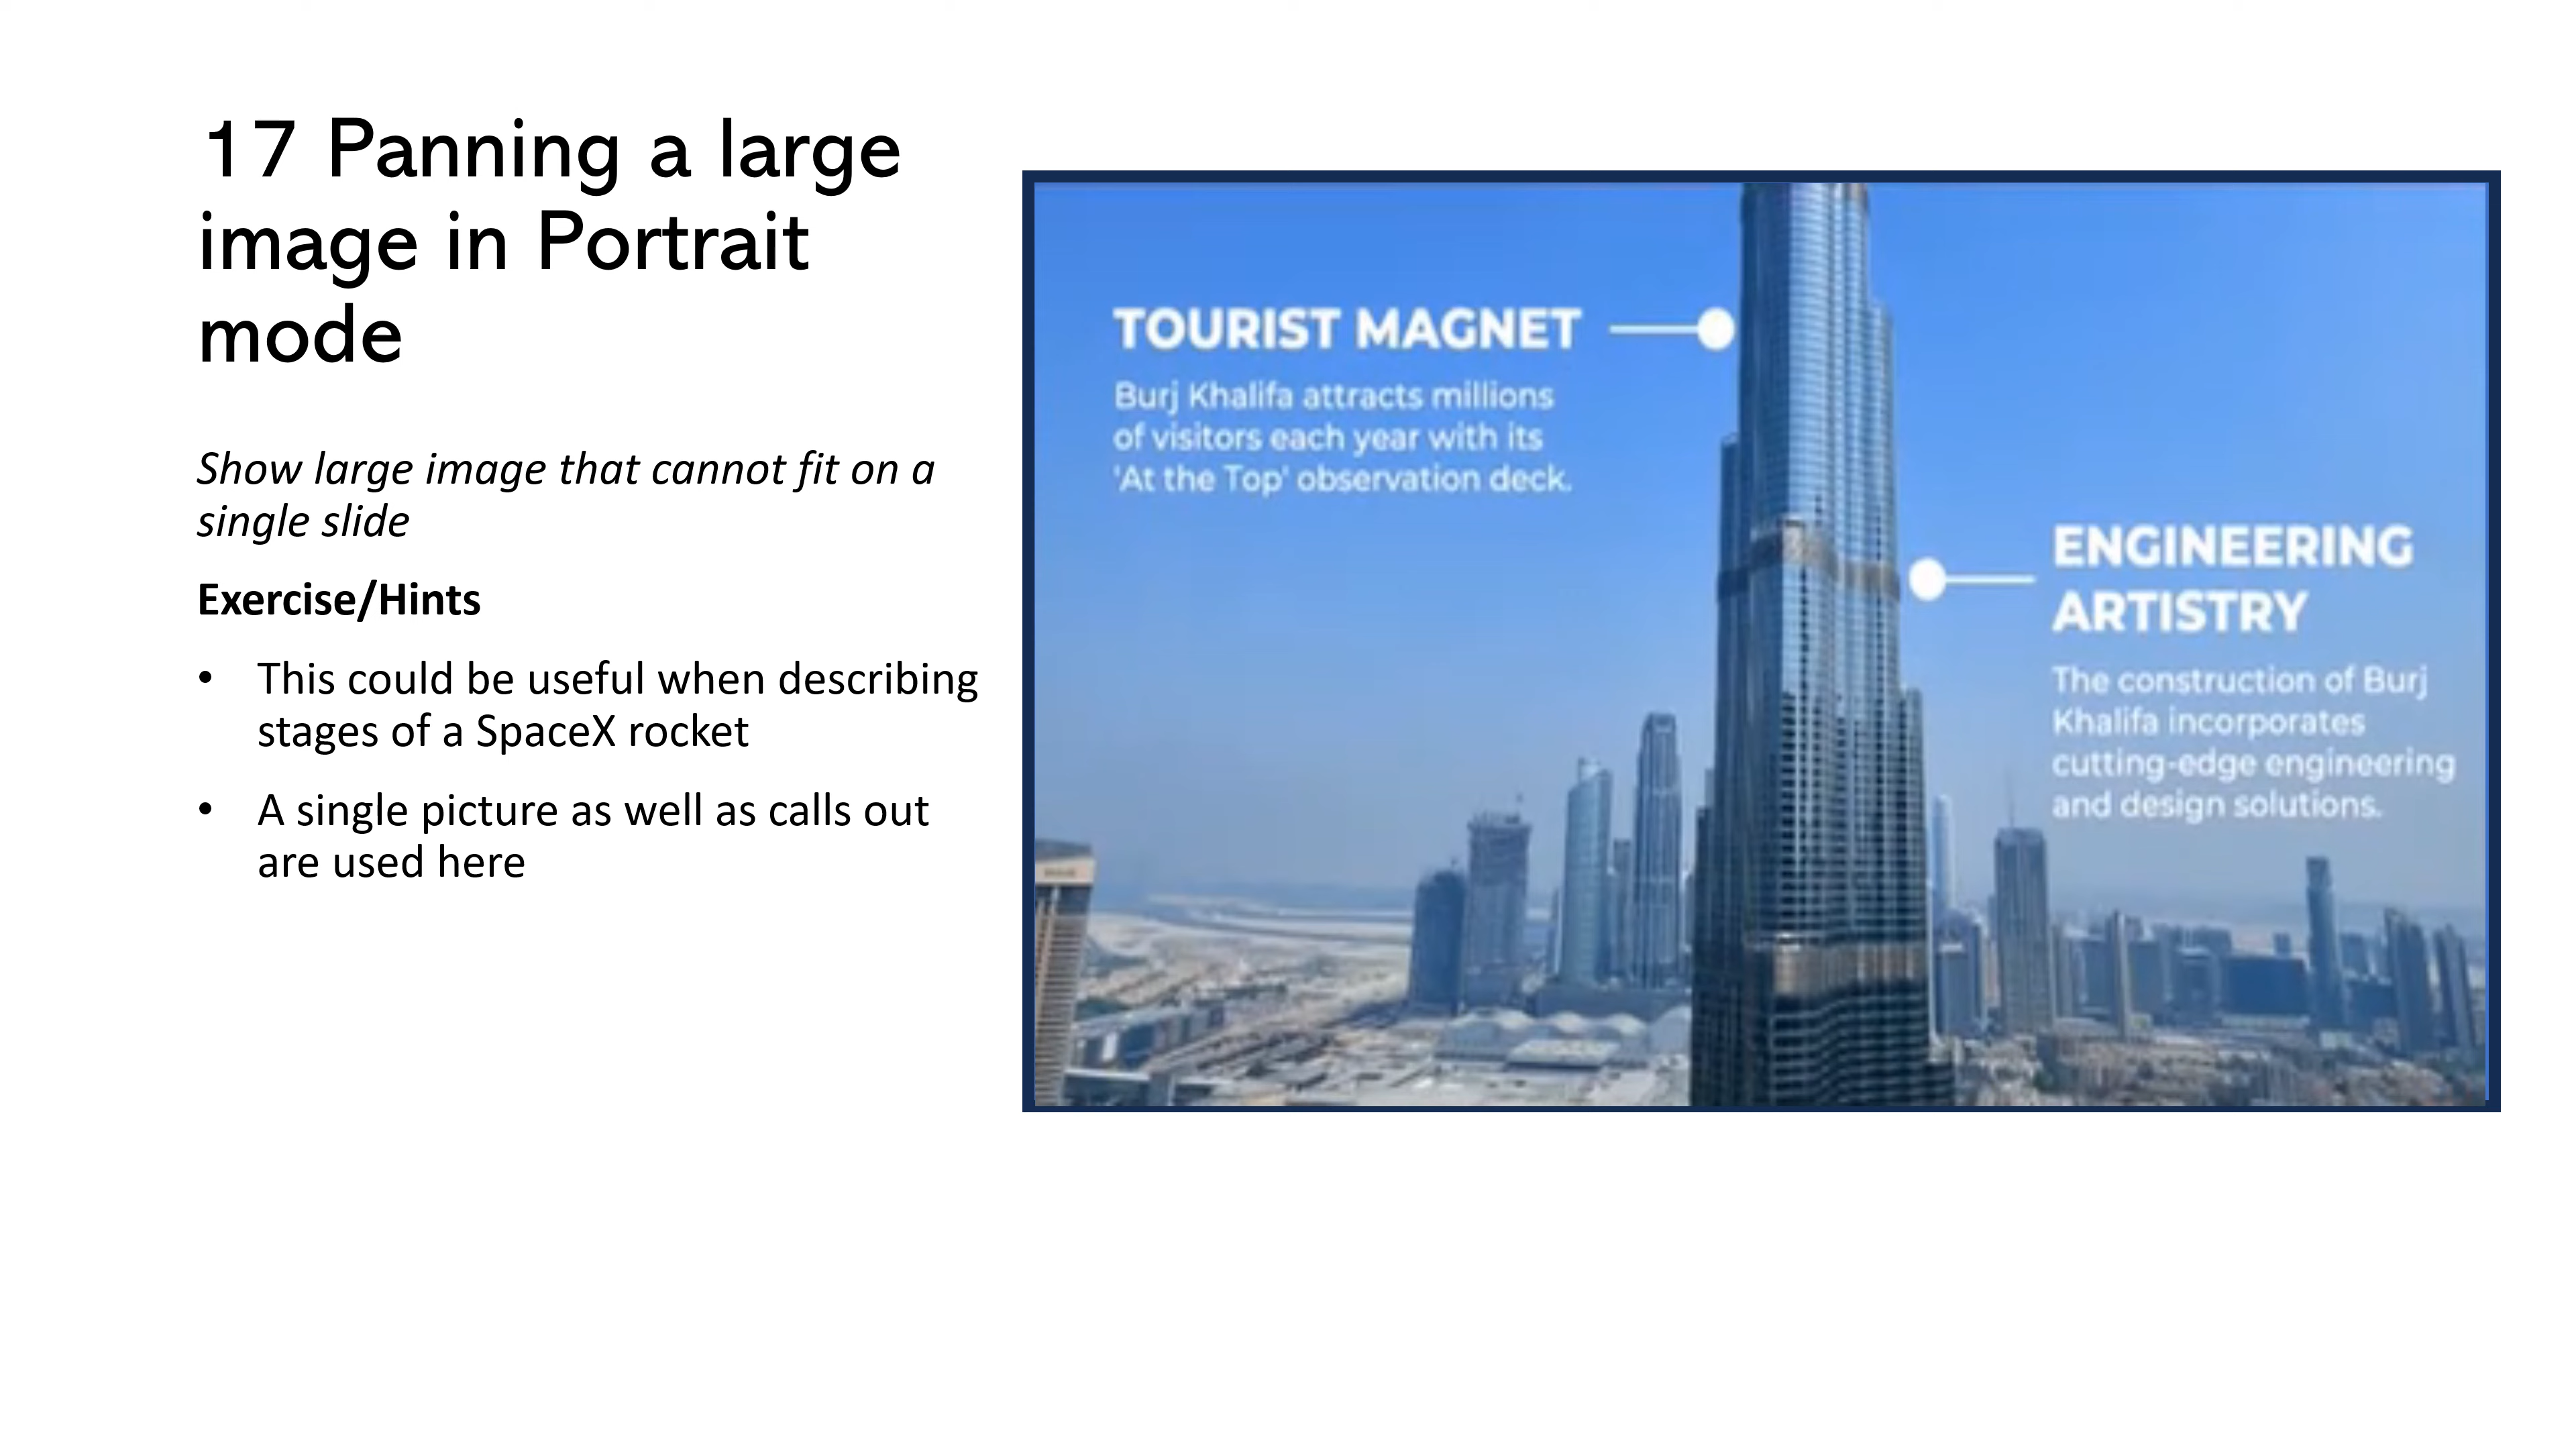 17 Panning a large
image in Portrait
mode
Show large image that cannot fit on a
single slide
Exercise/Hints
• This could be useful when describing
stages of a SpaceX rocket
• A single picture as well as calls out
are used here
TOURIST MAGNET
Burj Khalifa attracts millions
of visitors each year with its
'At the Top' observation deck.
ENGINEERING
ARTISTRY
The construction of Burj
Khalifa incorporates
cutting-edge engineering
and design solutions.